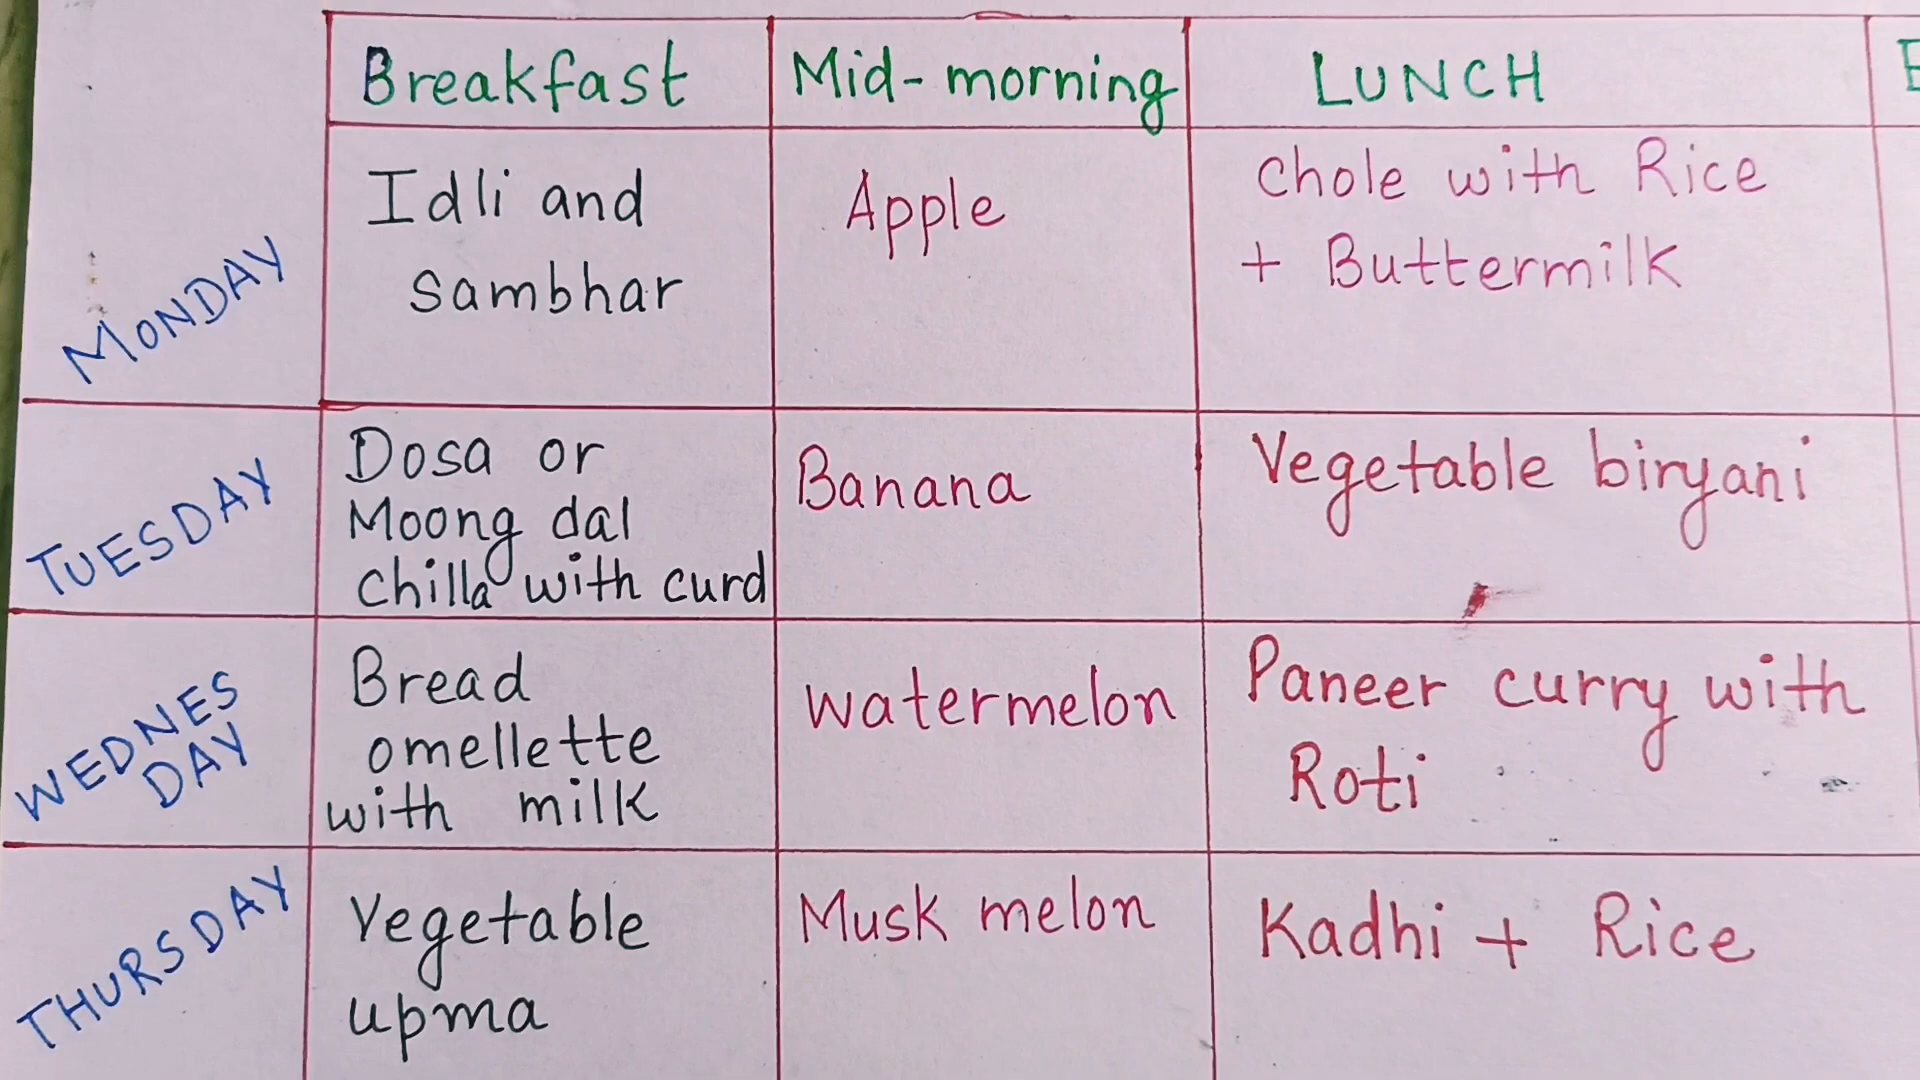 Breakfast Mid-morning LUNCH E
MONDAY
Idli and
sambhar
Apple
chole with Rice
+ Buttermilk
TUESDAY
Dosa or
Moong dal
chilla with curd
Banana
Vegetable biryani
WEDNES
DAY
Bread
omellette
with milk
watermelon
Paneer curry with
Roti
THURSDAY
Vegetable
upma
Musk melon
Kadhi + Rice